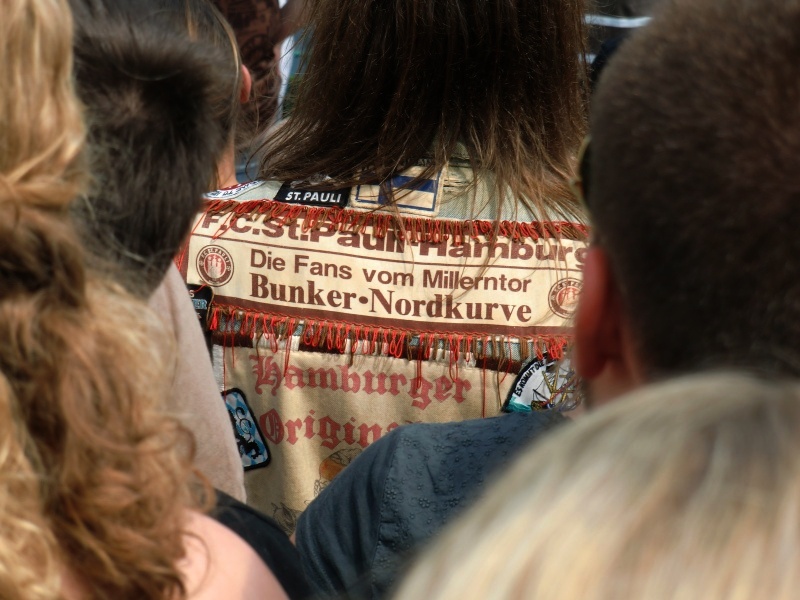 ST. PAULI
F.C.St.Pauli Hamburg
Die Fans vom Millerntor
Bunker•Nordkurve
Hamburger
Origin